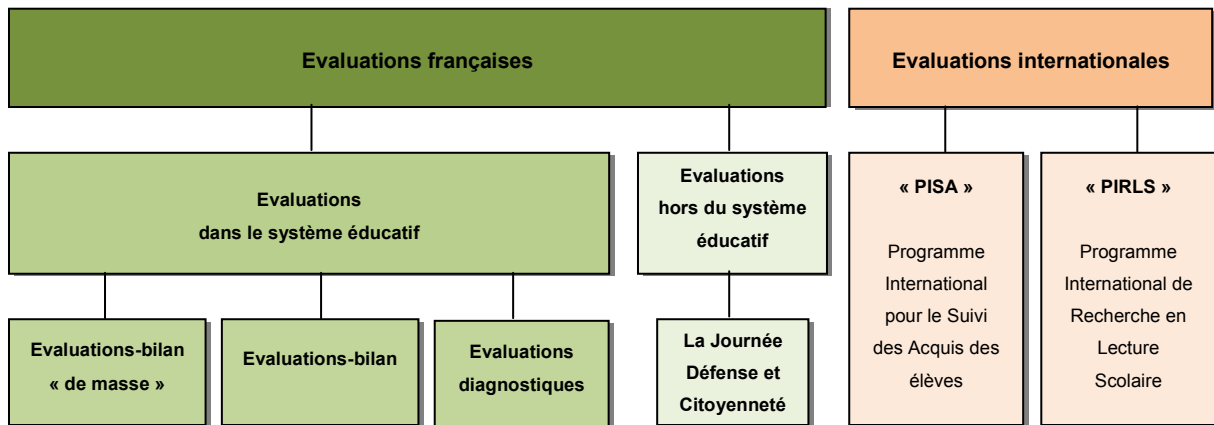 Evaluations françaises
Evaluations internationales
Evaluations
dans le système éducatif
Evaluations
hors du système
éducatif
« PISA »
Programme
International
pour le Suivi
des Acquis des
élèves
« PIRLS »
Programme
International de
Recherche en
Lecture
Scolaire
Evaluations-bilan
« de masse »
Evaluations-bilan
Evaluations
diagnostiques
La Journée
Défense et
Citoyenneté